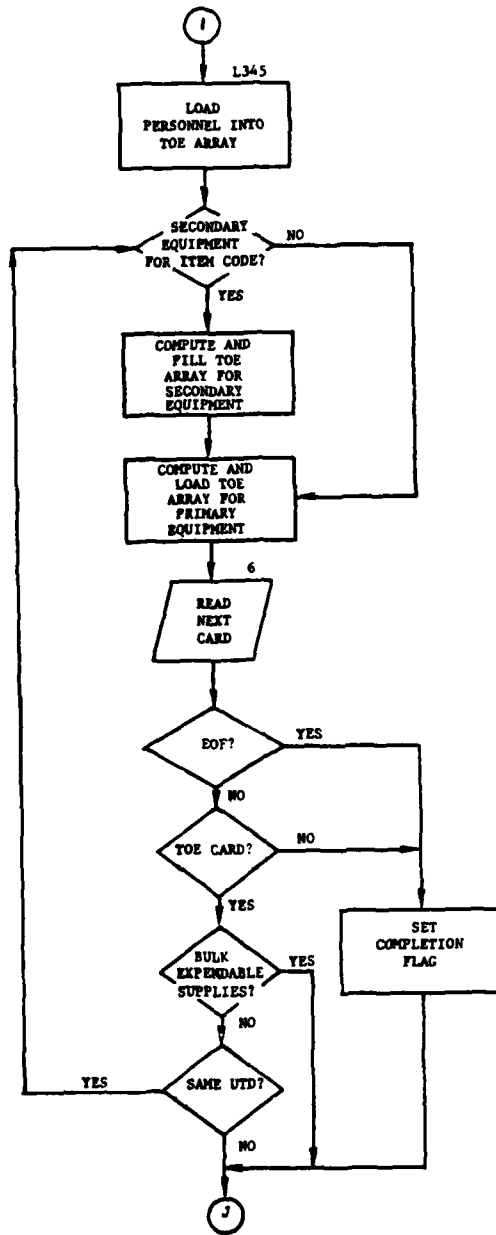 1
L345
LOAD
PERSONNEL INTO
TOE ARRAY
SECONDARY
EQUIPMENT
FOR ITEM CODE?
NO
YES
COMPUTE AND
FILL TOE
ARRAY FOR
SECONDARY
EQUIPMENT
COMPUTE AND
LOAD TOE
ARRAY FOR
PRIMARY
EQUIPMENT
6
READ
NEXT
CARD
EOF?
YES
NO
TOE CARD?
NO
YES
SET
COMPLETION
FLAG
BULK
EXPENDABLE
SUPPLIES?
YES
NO
SAME UTD?
YES
NO
J